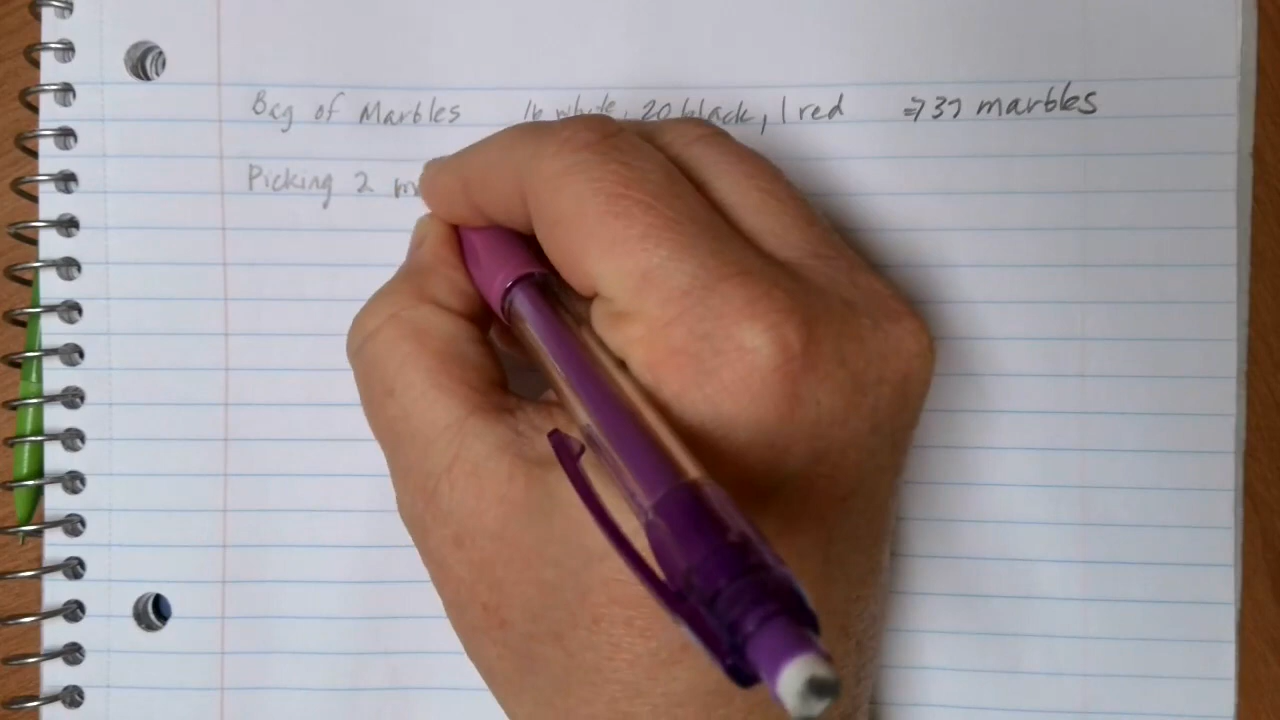 Bag of Marbles 16 white, 20 black, 1 red ⇒ 37 marbles
Picking 2 m